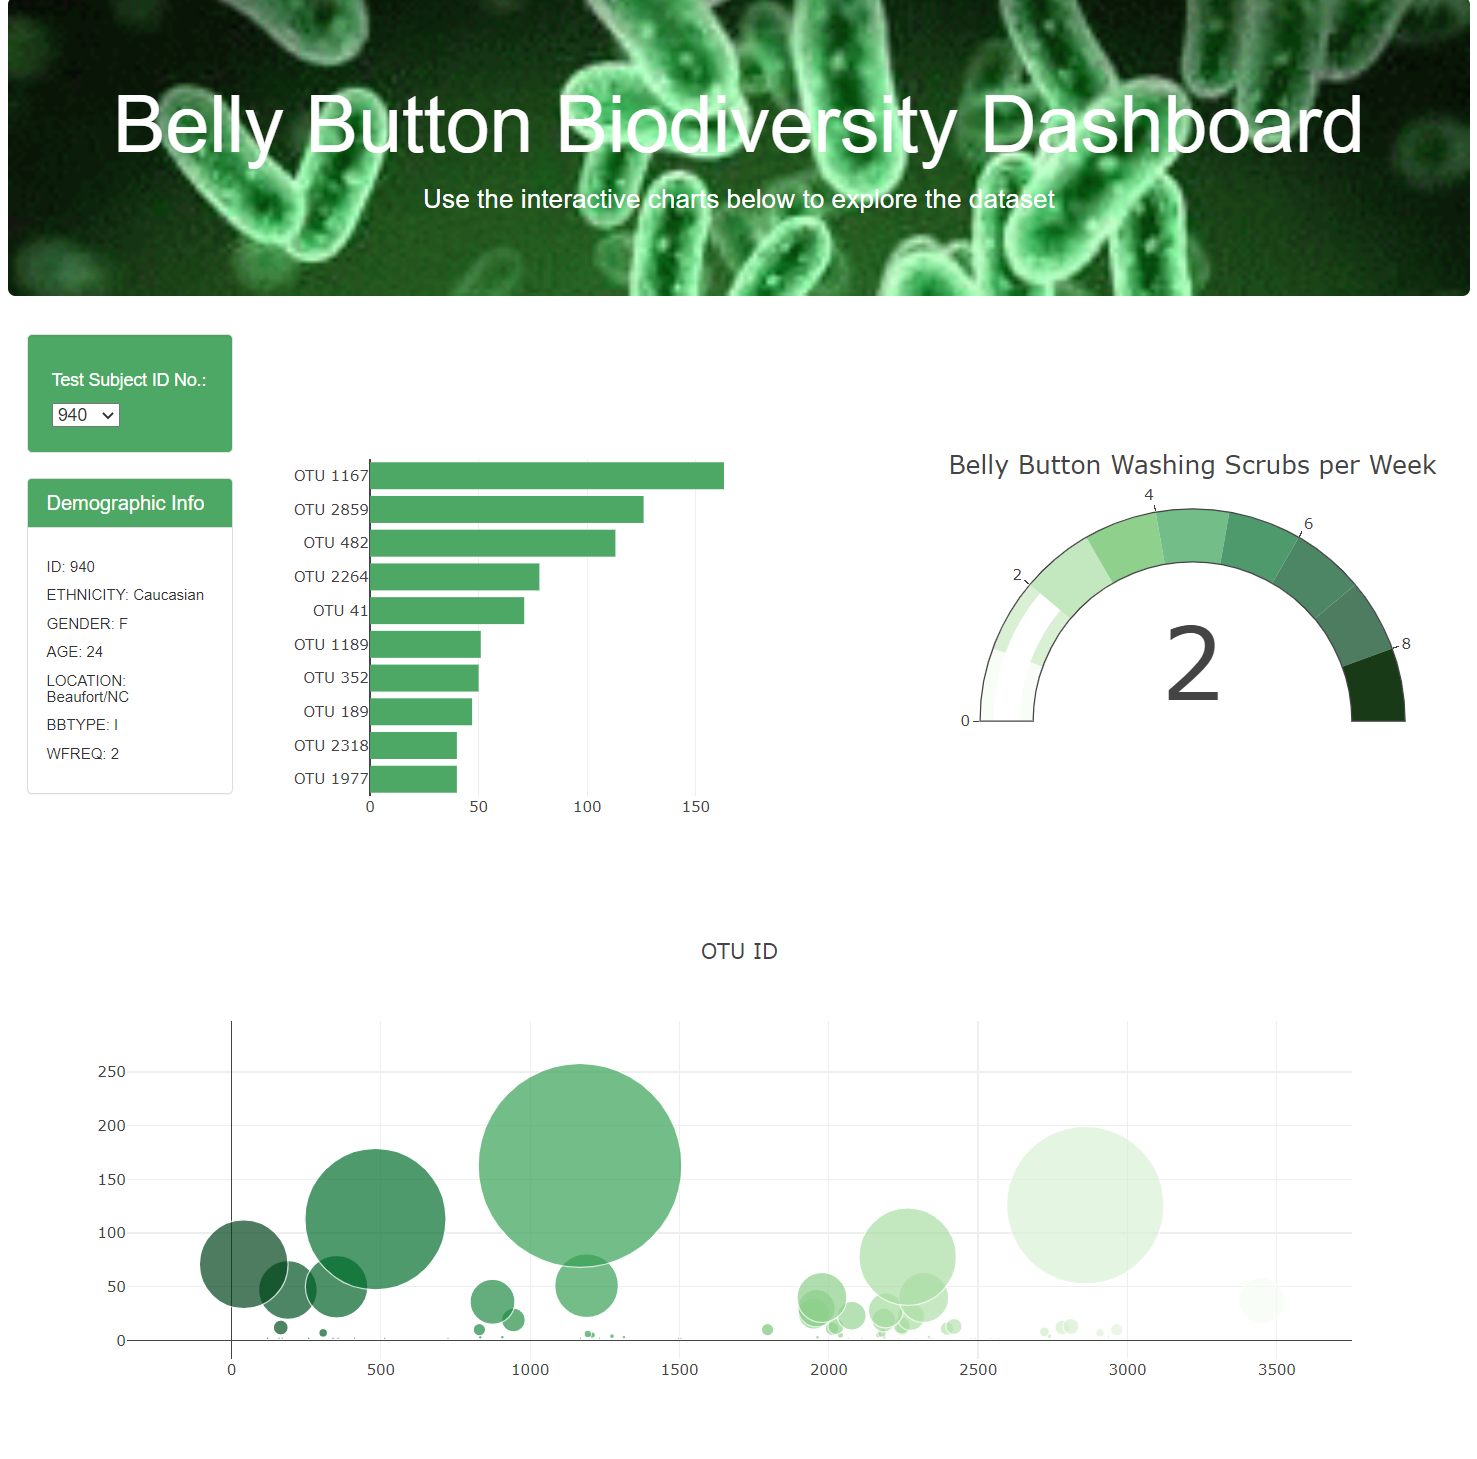 Belly Button Biodiversity Dashboard
Use the interactive charts below to explore the dataset
Test Subject ID No.:
940
Demographic Info
ID: 940
ETHNICITY: Caucasian
GENDER: F
AGE: 24
LOCATION:
Beaufort/NC
BBTYPE: I
WFREQ: 2
OTU 1167
OTU 2859
OTU 482
OTU 2264
OTU 41
OTU 1189
OTU 352
OTU 189
OTU 2318
OTU 1977
0 50 100 150
Belly Button Washing Scrubs per Week
0 2 4 6 8
2
OTU ID
250
200
150
100
50
0
0 500 1000 1500 2000 2500 3000 3500